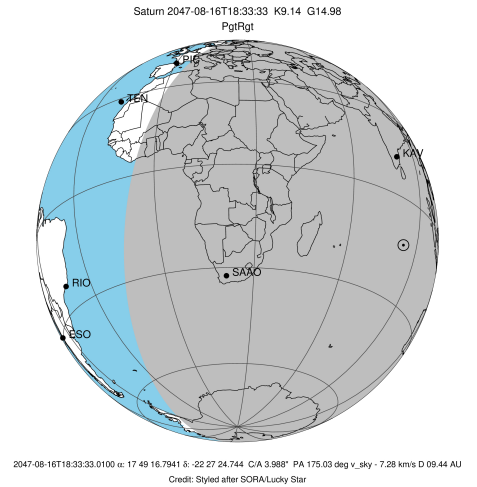 Saturn 2047-08-16T18:33:33 K9.14 G14.98
PgtRgt
PIC
TEN
KAV
SAAO
RIO
ESO
2047-08-16T18:33:33.0100 α: 17 49 16.7941 δ: -22 27 24.744 C/A 3.988" PA 175.03 deg v_sky - 7.28 km/s D 09.44 AU
Credit: Styled after SORA/Lucky Star